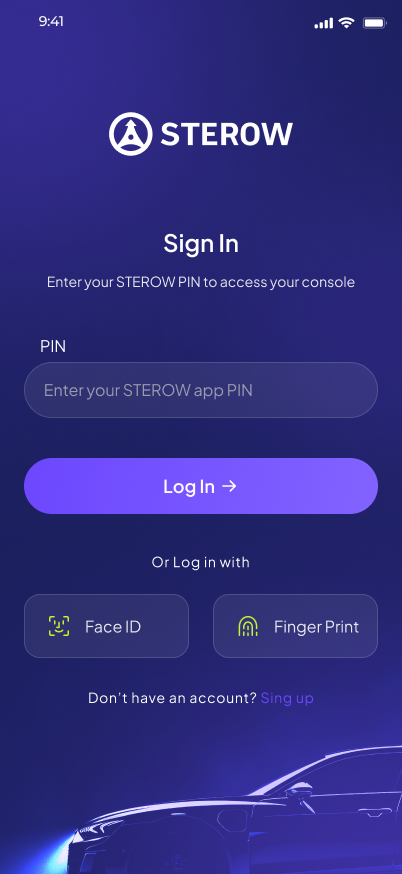 9:41
STEROW
Sign In
Enter your STEROW PIN to access your console
PIN
Enter your STEROW app PIN
Log In →
Or Log in with
Face ID
Finger Print
Don't have an account? Sing up